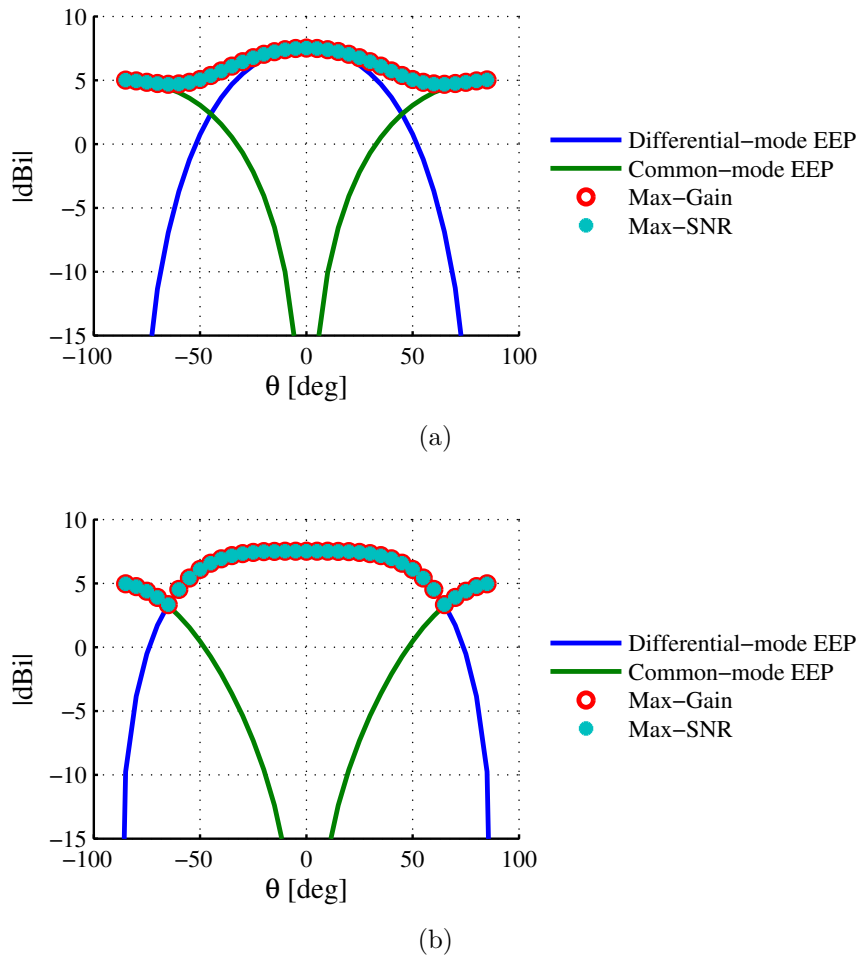 10
5
0
−5
−10
−15
|dBi|
−100
−50
0
50
100
θ [deg]
Differential−mode EEP
Common−mode EEP
Max−Gain
Max−SNR
(a)
10
5
0
−5
−10
−15
|dBi|
−100
−50
0
50
100
θ [deg]
Differential−mode EEP
Common−mode EEP
Max−Gain
Max−SNR
(b)